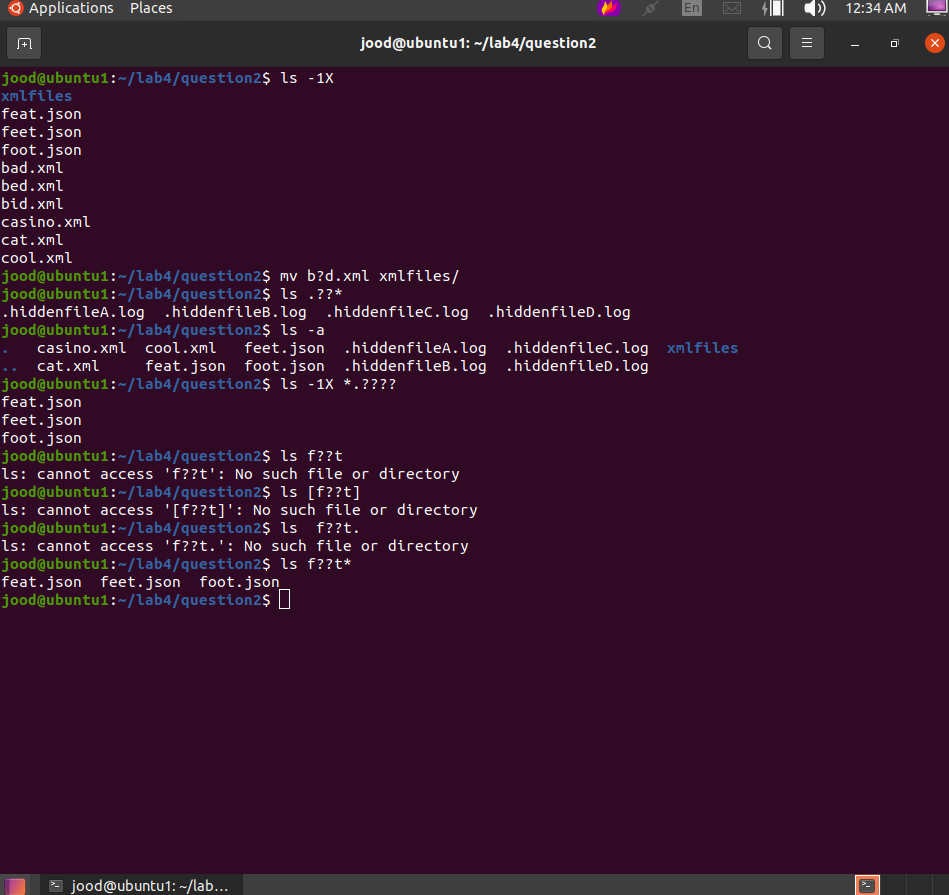 Applications Places En 12:34 AM
jood@ubuntu1: ~/lab4/question2
jood@ubuntu1:~/lab4/question2$ ls -1X
xmlfiles
feat.json
feet.json
foot.json
bad.xml
bed.xml
bid.xml
casino.xml
cat.xml
cool.xml
jood@ubuntu1:~/lab4/question2$ mv b?d.xml xmlfiles/
jood@ubuntu1:~/lab4/question2$ ls .??*
.hiddenfileA.log  .hiddenfileB.log  .hiddenfileC.log  .hiddenfileD.log
jood@ubuntu1:~/lab4/question2$ ls -a
.   casino.xml  cool.xml   feet.json  .hiddenfileA.log  .hiddenfileC.log  xmlfiles
..  cat.xml     feat.json  foot.json  .hiddenfileB.log  .hiddenfileD.log
jood@ubuntu1:~/lab4/question2$ ls -1X *.????
feat.json
feet.json
foot.json
jood@ubuntu1:~/lab4/question2$ ls f??t
ls: cannot access 'f??t': No such file or directory
jood@ubuntu1:~/lab4/question2$ ls [f??t]
ls: cannot access '[f??t]': No such file or directory
jood@ubuntu1:~/lab4/question2$ ls  f??t.
ls: cannot access 'f??t.': No such file or directory
jood@ubuntu1:~/lab4/question2$ ls f??t*
feat.json  feet.json  foot.json
jood@ubuntu1:~/lab4/question2$
jood@ubuntu1: ~/lab...